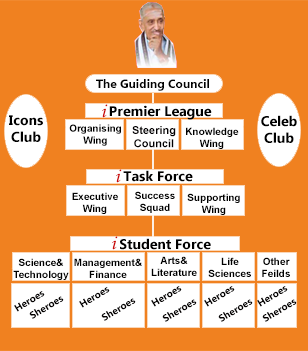 The Guiding Council
Icons
Club
Celeb
Club
i Premier League
Organising
Wing
Steering
Council
Knowledge
Wing
i Task Force
Executive
Wing
Success
Squad
Supporting
Wing
i Student Force
Science&
Technology
Management&
Finance
Arts&
Literature
Life
Sciences
Other
Feilds
Heroes
Sheroes
Heroes
Sheroes
Heroes
Sheroes
Heroes
Sheroes
Heroes
Sheroes